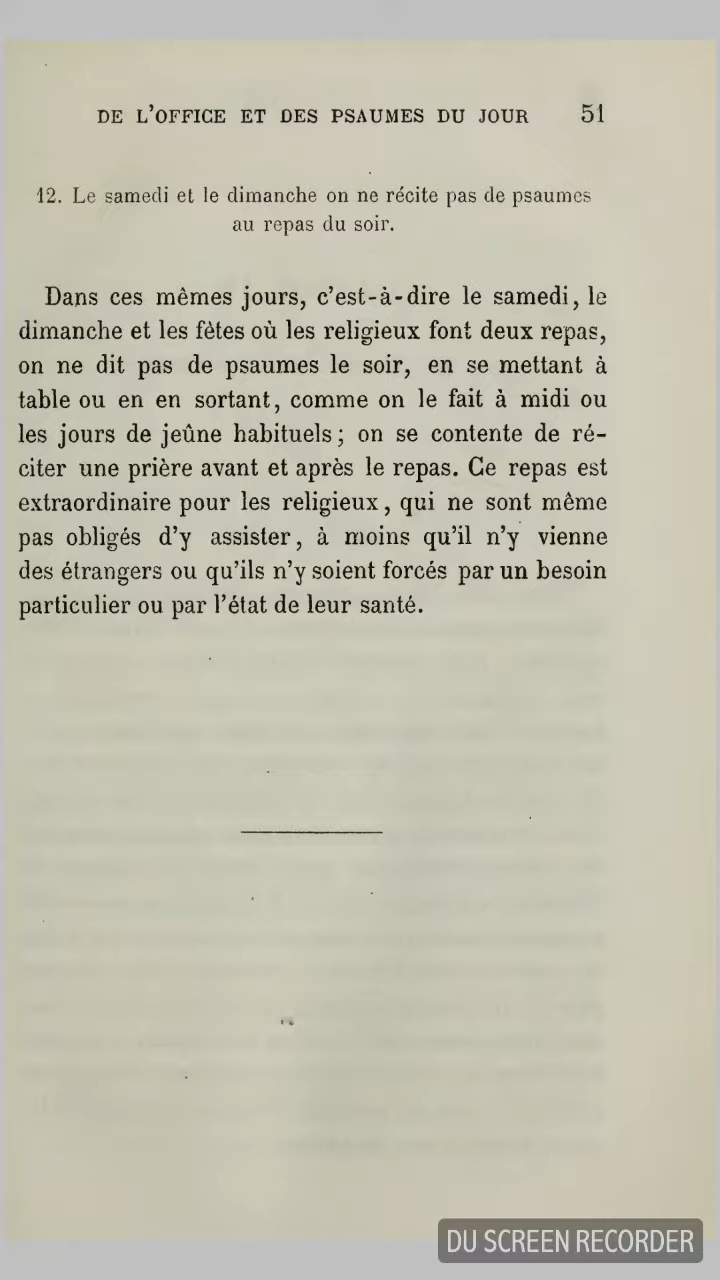 DE L'OFFICE ET DES PSAUMES DU JOUR 51
12. Le samedi et le dimanche on ne récite pas de psaumes
au repas du soir.
Dans ces mêmes jours, c'est-à-dire le samedi, le
dimanche et les fêtes où les religieux font deux repas,
on ne dit pas de psaumes le soir, en se mettant à
table ou en en sortant, comme on le fait à midi ou
les jours de jeûne habituels; on se contente de ré-
citer une prière avant et après le repas. Ce repas est
extraordinaire pour les religieux, qui ne sont même
pas obligés d'y assister, à moins qu'il n'y vienne
des étrangers ou qu'ils n'y soient forcés par un besoin
particulier ou par l'état de leur santé.
DU SCREEN RECORDER